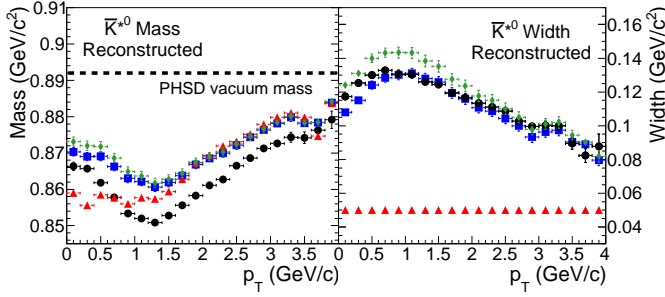 K̅*⁰ Mass
Reconstructed
PHSD vacuum mass
Mass (GeV/c²)
0.91
0.9
0.89
0.88
0.87
0.86
0.85
0 0.5 1 1.5 2 2.5 3 3.5
p_T (GeV/c)
K̅*⁰ Width
Reconstructed
Width (GeV/c²)
0.16
0.14
0.12
0.1
0.08
0.06
0.04
0 0.5 1 1.5 2 2.5 3 3.5 4
p_T (GeV/c)